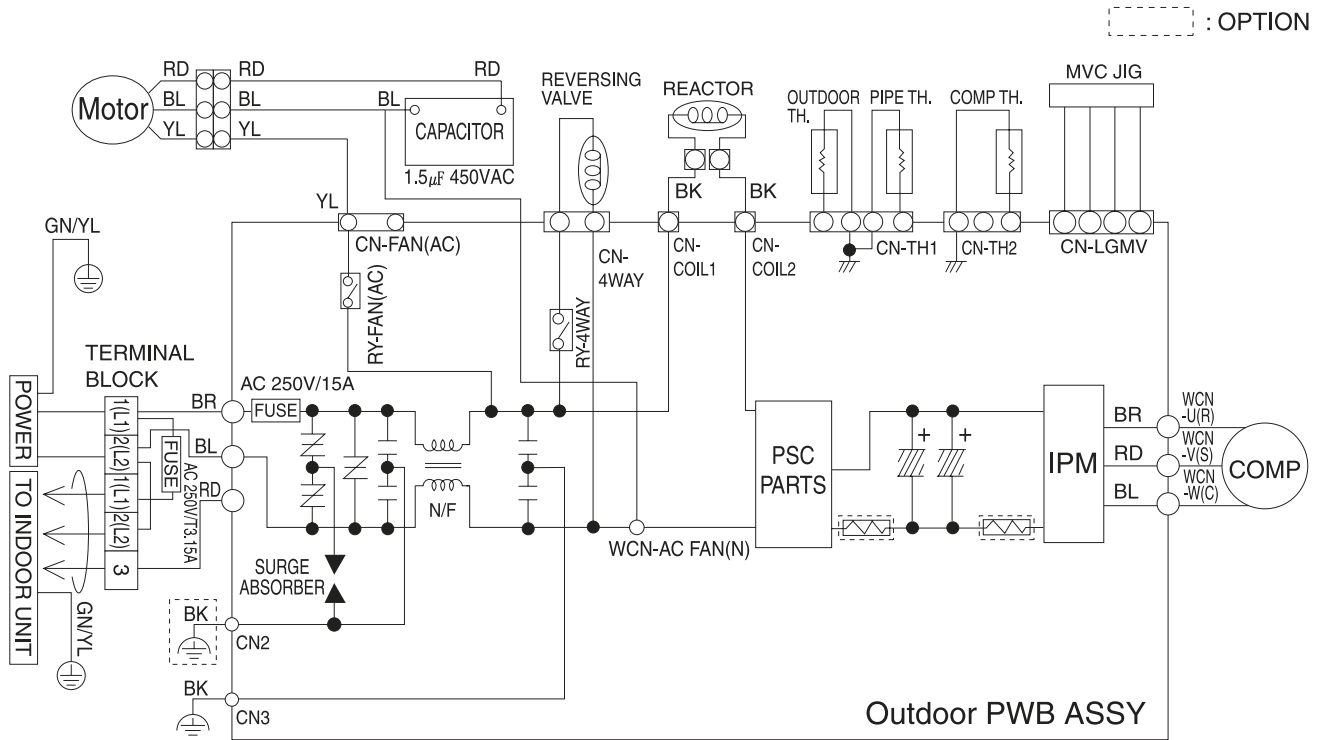 : OPTION
RD
RD
RD
BL
BL
BL
YL
YL
Motor
CAPACITOR
1.5μF 450VAC
REVERSING
VALVE
REACTOR
OUTDOOR
TH.
PIPE TH.
COMP TH.
MVC JIG
BK
BK
YL
GN/YL
CN-FAN(AC)
CN-
4WAY
CN-
COIL1
CN-
COIL2
CN-TH1
CN-TH2
CN-LGMV
RY-FAN(AC)
RY-4WAY
TERMINAL
BLOCK
POWER
1(L1)
2(L2)
1(L1)
2(L2)
3
FUSE
AC 250V/T3.15A
BR
BL
RD
AC 250V/15A
FUSE
N/F
WCN-AC FAN(N)
PSC
PARTS
+
+
IPM
BR
RD
BL
WCN
-U(R)
WCN
-V(S)
WCN
-W(C)
COMP
TO INDOOR UNIT
GN/YL
SURGE
ABSORBER
BK
CN2
BK
CN3
Outdoor PWB ASSY